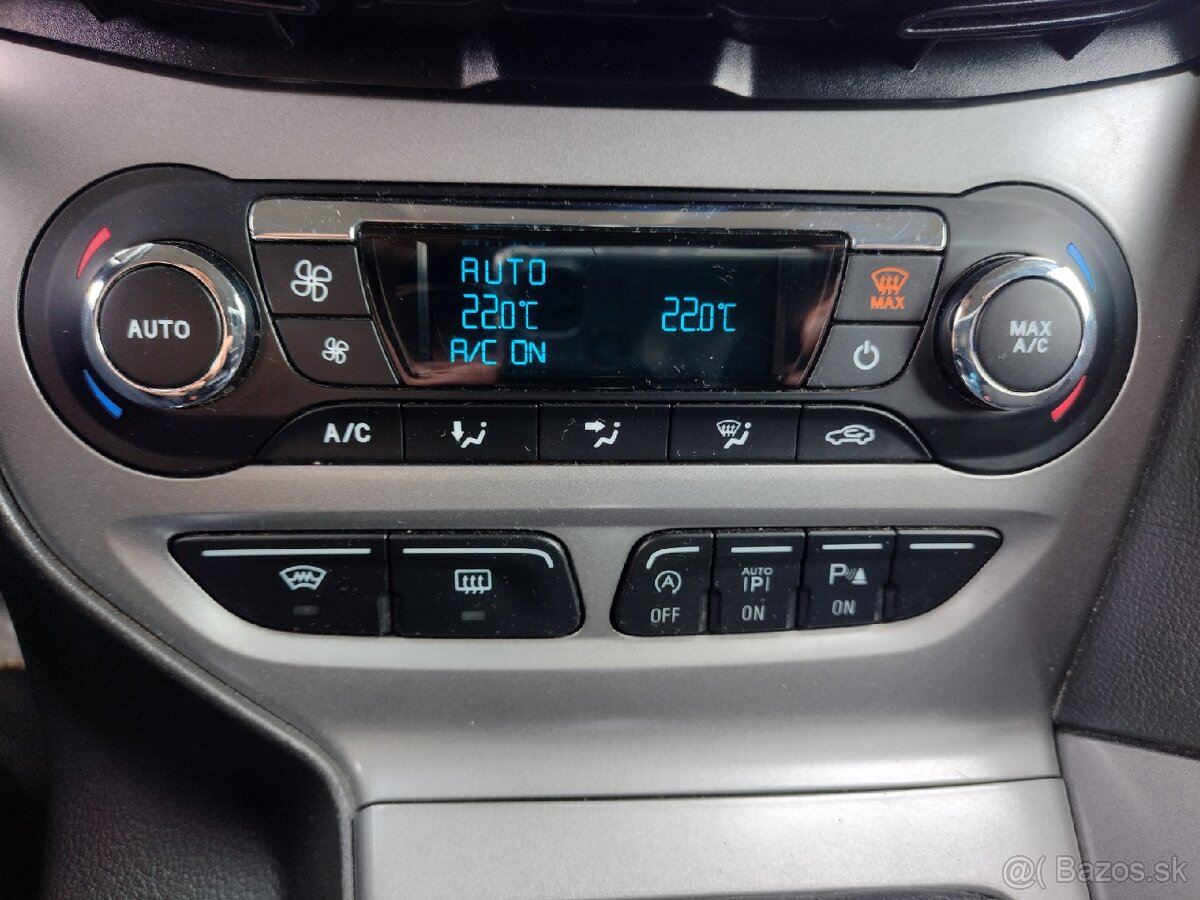 AUTO
AUTO
22.0°C 22.0°C
A/C ON
MAX
MAX
A/C
A/C
A
OFF
AUTO
|P|
ON
P
ON
@( Bazos.sk